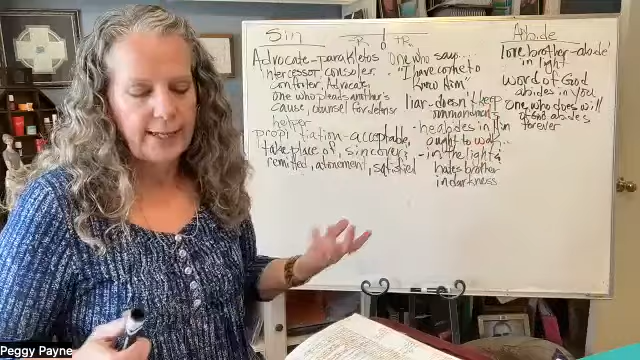 Sin
Advocate-parakletos
intercessor, consoler,
comforter, Advocate,
one who pleads another's
cause, counsel for defense
helper
propitiation-acceptable,
take place of, sin cover,
remitted, atonement, satisfied
One who say...
"I have come to
know Him"
liar-doesn't keep
commandments
-he abides in Him
ought to walk...
-in the light &
hates brother
in darkness
Abide
love brother-abide
in light
word of God
abides in you
one who does will
of God abides
forever
Peggy Payne